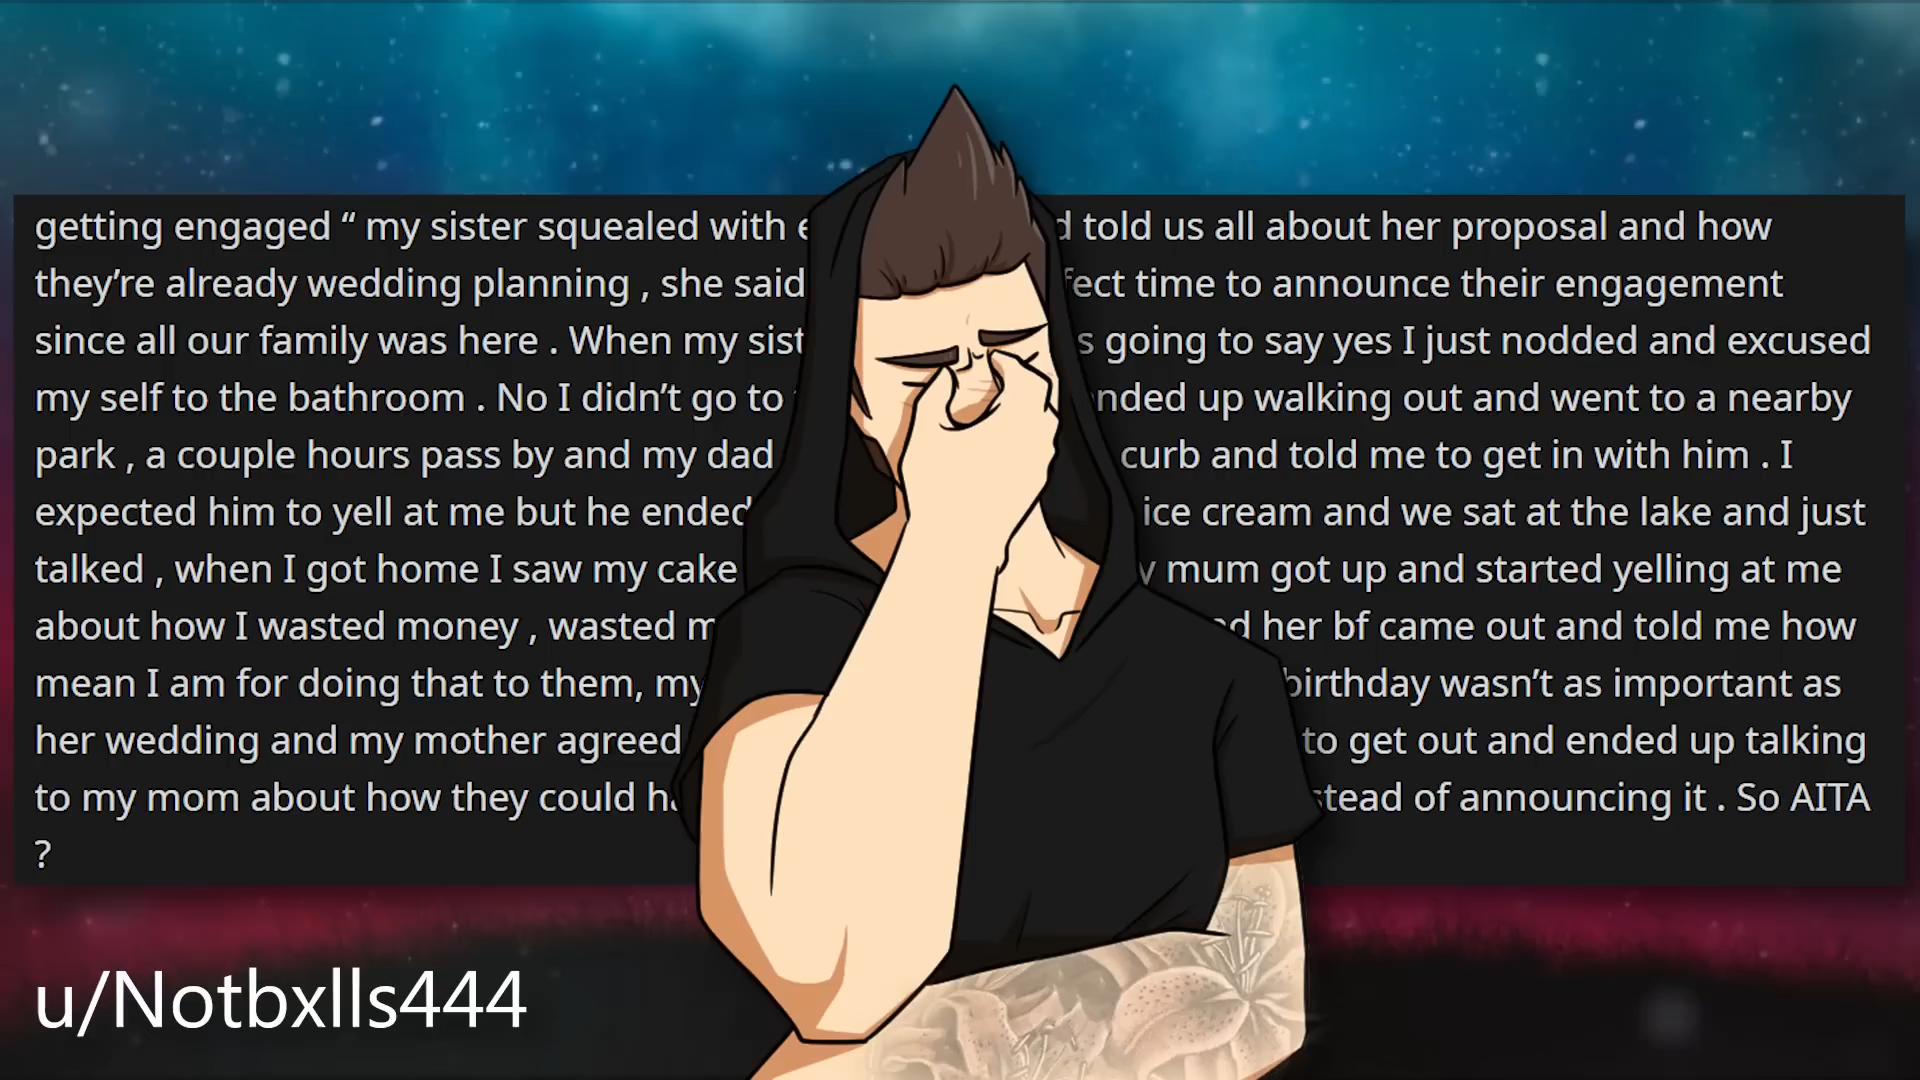 getting engaged “ my sister squealed with told us all about her proposal and how
they’re already wedding planning , she said time to announce their engagement
since all our family was here . When my going to say yes I just nodded and excused
my self to the bathroom . No I didn’t go to up walking out and went to a nearby
park , a couple hours pass by and my dad curb and told me to get in with him . I
expected him to yell at me but he ended ice cream and we sat at the lake and just
talked , when I got home I saw my cake mum got up and started yelling at me
about how I wasted money , wasted her bf came out and told me how
mean I am for doing that to them, my birthday wasn’t as important as
her wedding and my mother agreed to get out and ended up talking
to my mom about how they could of announcing it . So AITA
?
u/Notbxlls444